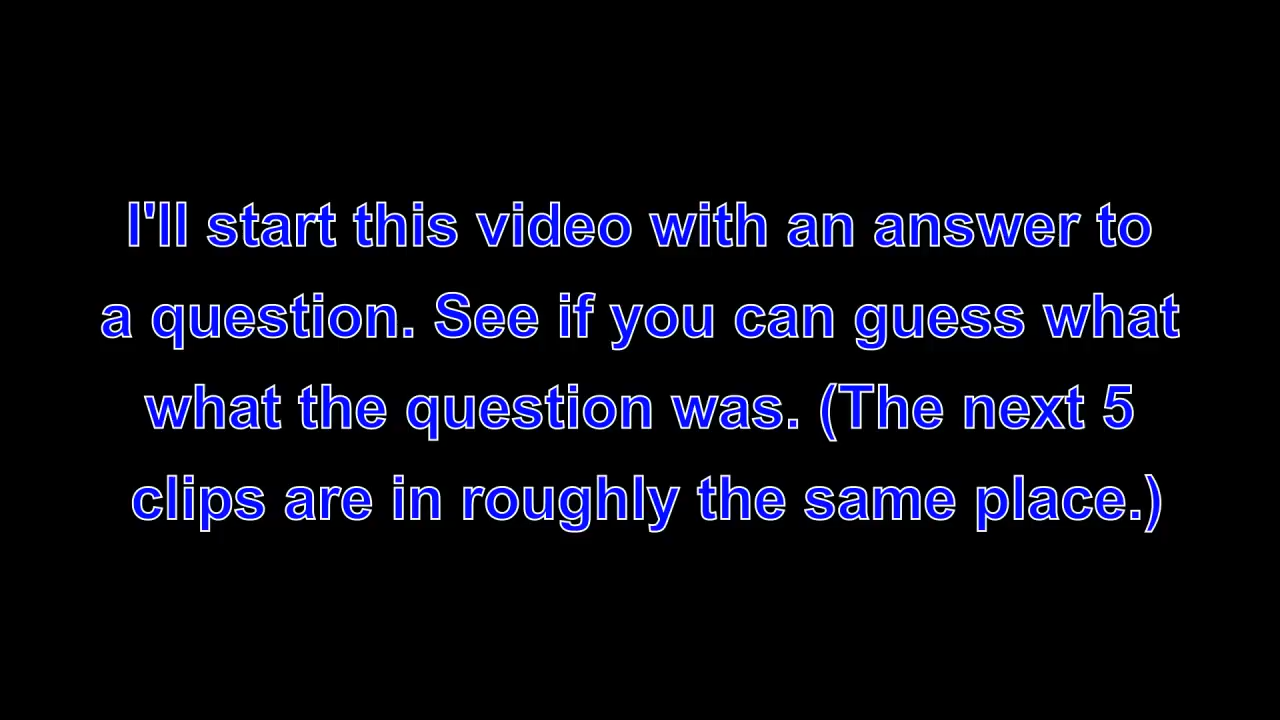 I'll start this video with an answer to
a question. See if you can guess what
what the question was. (The next 5
clips are in roughly the same place.)